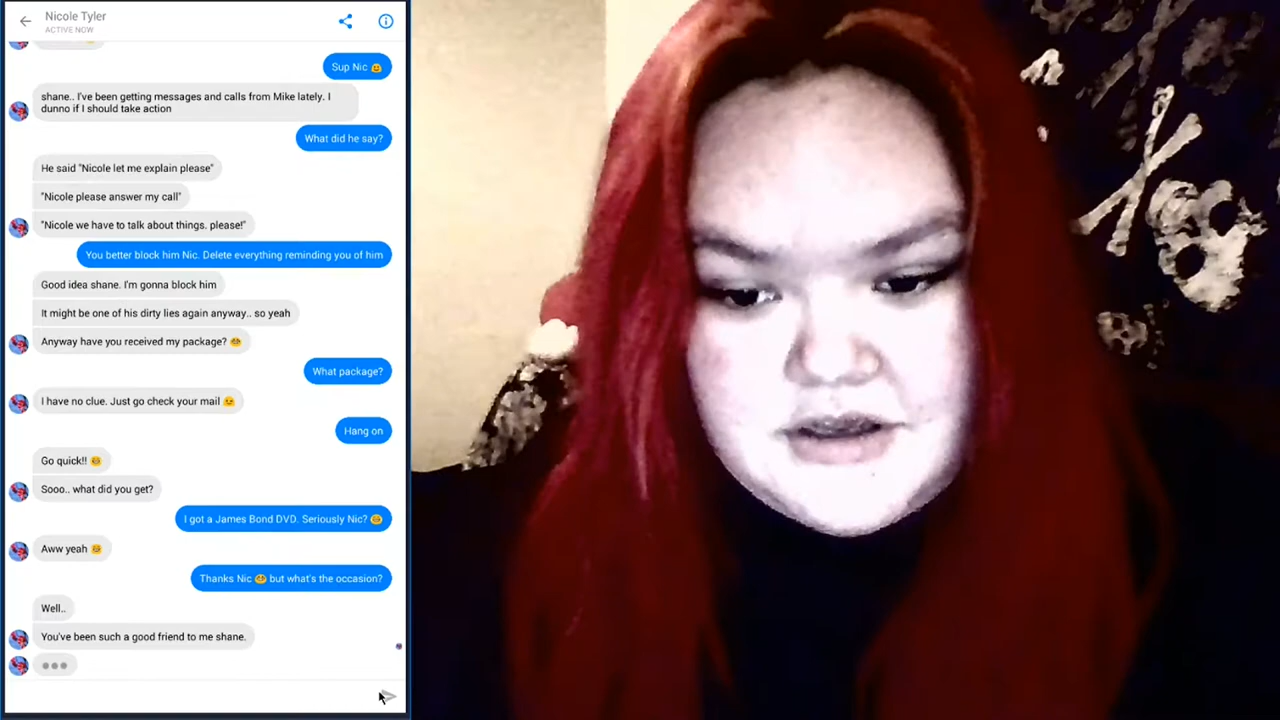 Nicole Tyler
ACTIVE NOW
Sup Nic
shane.. I've been getting messages and calls from Mike lately. I
dunno if I should take action
What did he say?
He said "Nicole let me explain please"
"Nicole please answer my call"
"Nicole we have to talk about things. please!"
You better block him Nic. Delete everything reminding you of him
Good idea shane. I'm gonna block him
It might be one of his dirty lies again anyway.. so yeah
Anyway have you received my package?
What package?
I have no clue. Just go check your mail
Hang on
Go quick!!
Sooo.. what did you get?
I got a James Bond DVD. Seriously Nic?
Aww yeah
Thanks Nic but what's the occasion?
Well..
You've been such a good friend to me shane.